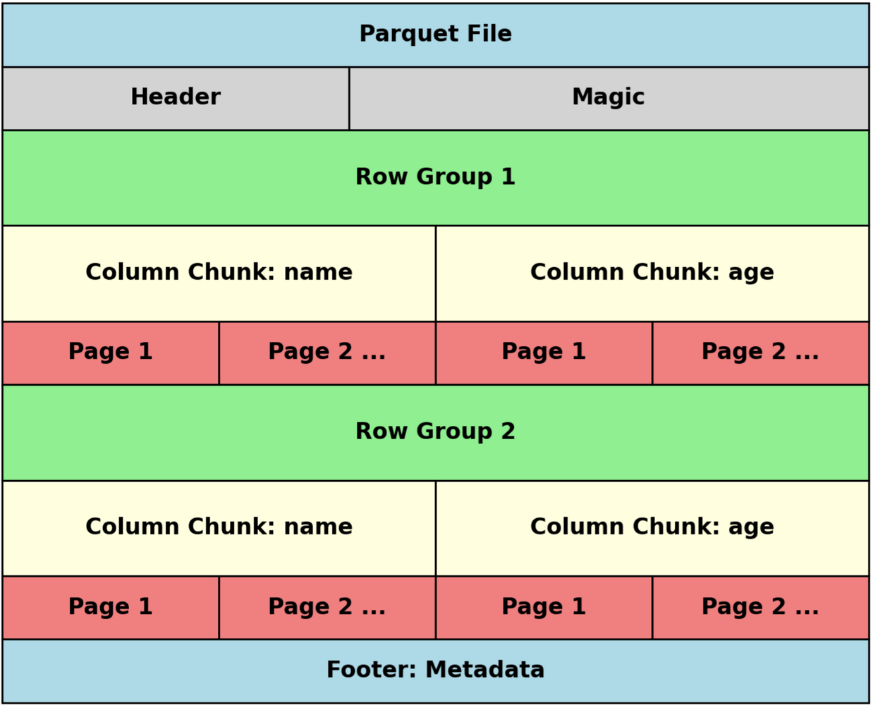 Parquet File
Header
Magic
Row Group 1
Column Chunk: name
Column Chunk: age
Page 1
Page 2 ...
Page 1
Page 2 ...
Row Group 2
Column Chunk: name
Column Chunk: age
Page 1
Page 2 ...
Page 1
Page 2 ...
Footer: Metadata